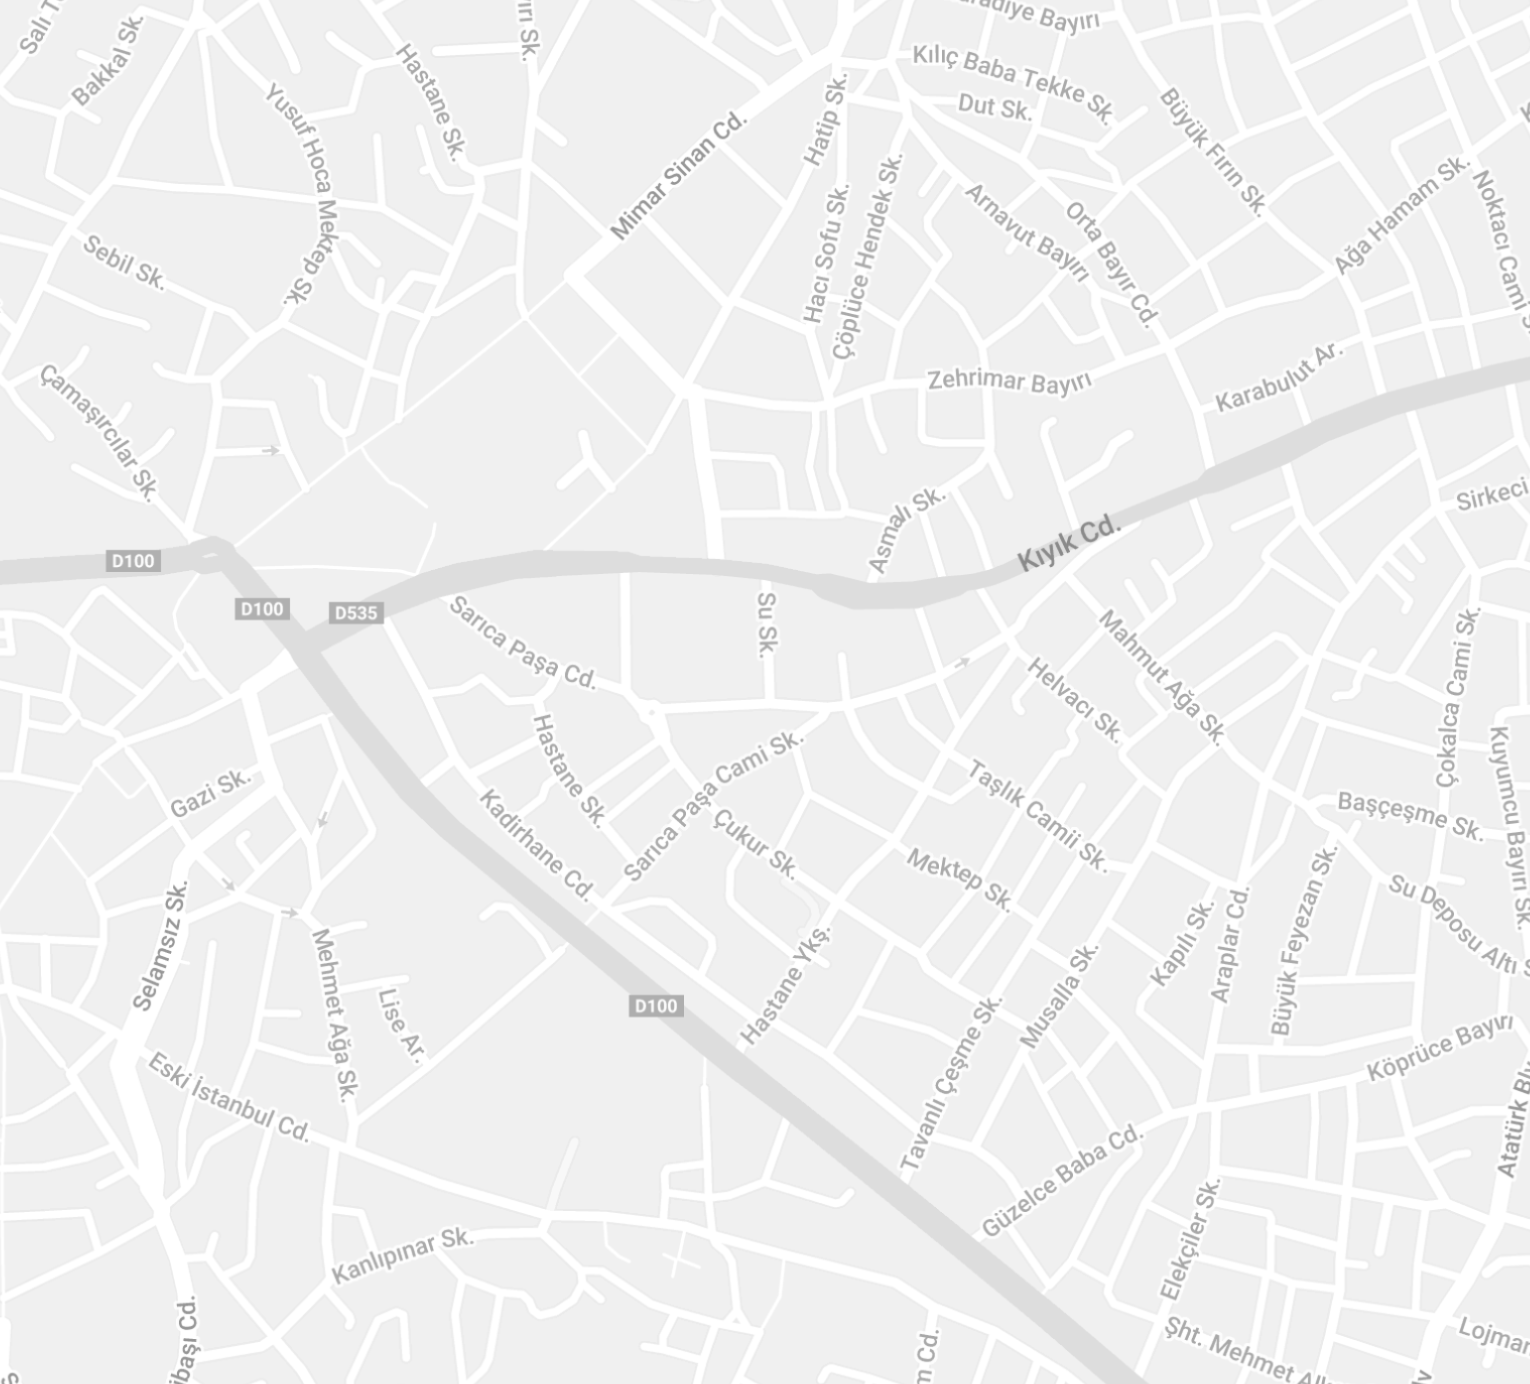 Bakkal Sk.
Hastane Sk.
Yusuf Hoca Mektep Sk.
Mimar Sinan Cd.
Hatip Sk.
Kılıç Baba Tekke Sk.
Dut Sk.
Büyük Fırın Sk.
Ağa Hamam Sk.
Noktacı Cami
Hacı Sofu Sk.
Çöplüce Hendek Sk.
Arnavut Bayırı
Orta Bayır Cd.
Sebil Sk.
Çamaşırcılar Sk.
Zehrimar Bayırı
Karabulut Ar.
Asmalı Sk.
Sirkeci
Kıyık Cd.
D100
D100
D535
Sarıca Paşa Cd.
Su Sk.
Mahmut Ağa Sk.
Helvacı Sk.
Çokalca Cami Sk.
Kuyumcu Bayırı Sk.
Hastane Sk.
Sarıca Paşa Cami Sk.
Gazi Sk.
Kadirhane Cd.
Çukur Sk.
Taşlık Camii Sk.
Mektep Sk.
Başçeşme Sk.
Su Deposu Altı
Büyük Feyezan Sk.
Kapılı Sk.
Araplar Cd.
Selamsız Sk.
Mehmet Ağa Sk.
Lise Ar.
D100
Hastane Ykş.
Musalla Sk.
Tavanlı Çeşme Sk.
Köprüce Bayırı
Eski İstanbul Cd.
Güzelce Baba Cd.
Elekçiler Sk.
Kanlıpınar Sk.
Şht. Mehmet